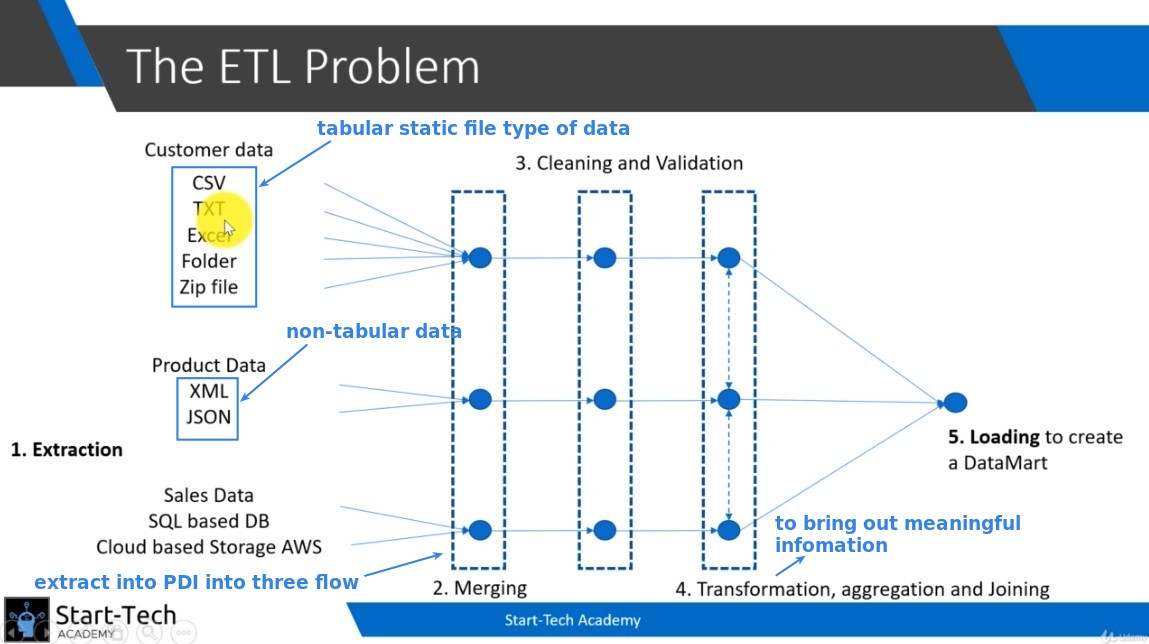 The ETL Problem
tabular static file type of data
Customer data
3. Cleaning and Validation
CSV
TXT
Excel
Folder
Zip file
non-tabular data
Product Data
XML
JSON
1. Extraction
5. Loading to create
a DataMart
Sales Data
SQL based DB
Cloud based Storage AWS
to bring out meaningful
infomation
extract into PDI into three flow
2. Merging
4. Transformation, aggregation and Joining
Start-Tech
ACADEMY
Start-Tech Academy
Udemy